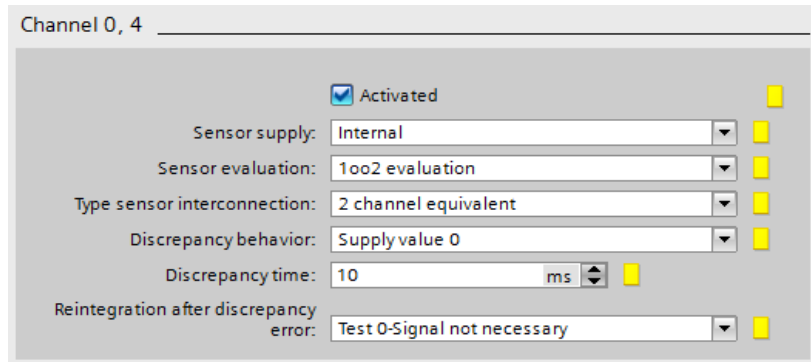 Channel 0, 4
Activated
Sensor supply: Internal
Sensor evaluation: 1oo2 evaluation
Type sensor interconnection: 2 channel equivalent
Discrepancy behavior: Supply value 0
Discrepancy time: 10 ms
Reintegration after discrepancy
error: Test 0-Signal not necessary